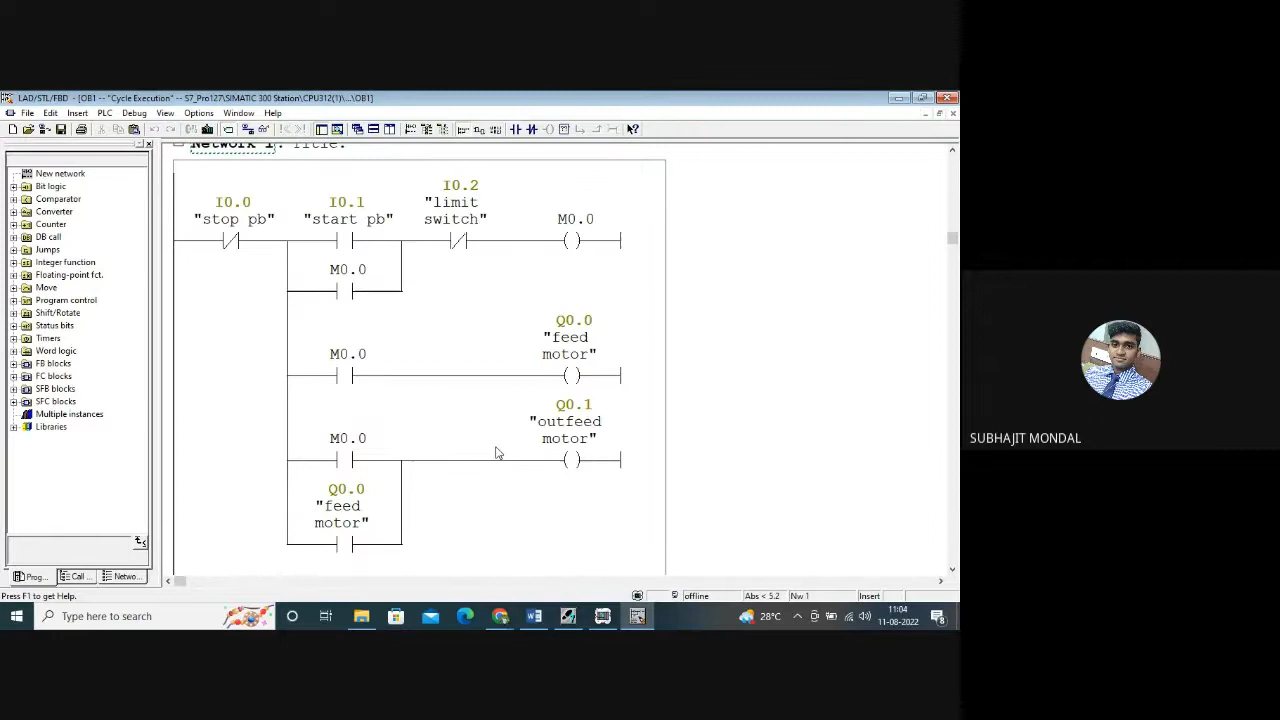 LAD/STL/FBD - [OB1 -- "Cycle Execution" -- S7_Pro127\SIMATIC 300 Station\CPU312(1)\...\OB1]
File Edit Insert PLC Debug View Options Window Help
Network 1: Title:
New network
Bit logic
Comparator
Converter
Counter
DB call
Jumps
Integer function
Floating-point fct.
Move
Program control
Shift/Rotate
Status bits
Timers
Word logic
FB blocks
FC blocks
SFB blocks
SFC blocks
Multiple instances
Libraries
Prog...
Call ...
Netwo...
I0.0
"stop pb"
I0.1
"start pb"
I0.2
"limit
switch"
M0.0
M0.0
M0.0
Q0.0
"feed
motor"
M0.0
Q0.1
"outfeed
motor"
Q0.0
"feed
motor"
Press F1 to get Help.
offline
Abs < 5.2
Nw 1
Insert
Type here to search
28°C
11:04
11-08-2022
8
SUBHAJIT MONDAL